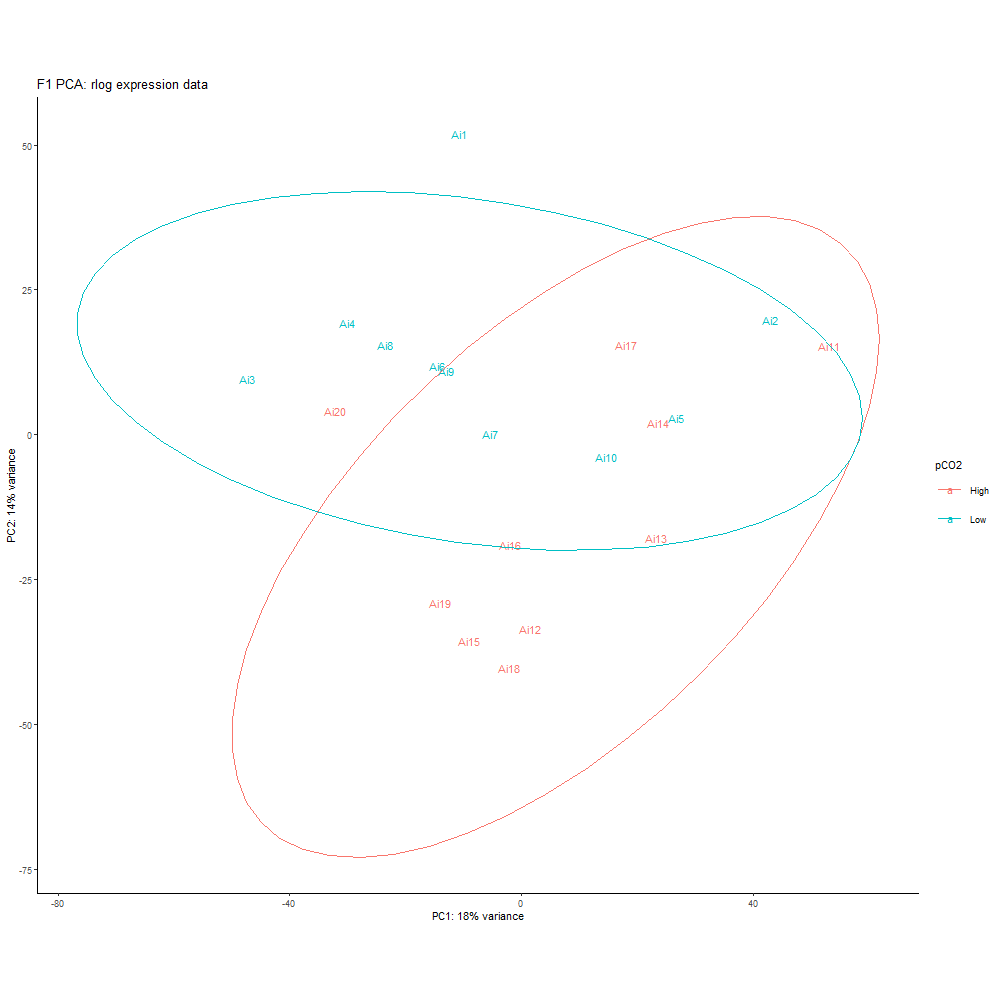 F1 PCA: rlog expression data
Ai1
50
25
Ai2
Ai4
Ai17
Ai11
Ai8
Ai6
Ai9
Ai3
Ai20
Ai5
Ai14
0
Ai7
Ai10
pCO2
PC2: 14% variance
a High
a Low
Ai13
Ai16
-25
Ai19
Ai12
Ai15
Ai18
-50
-75
-80
-40
0
40
PC1: 18% variance